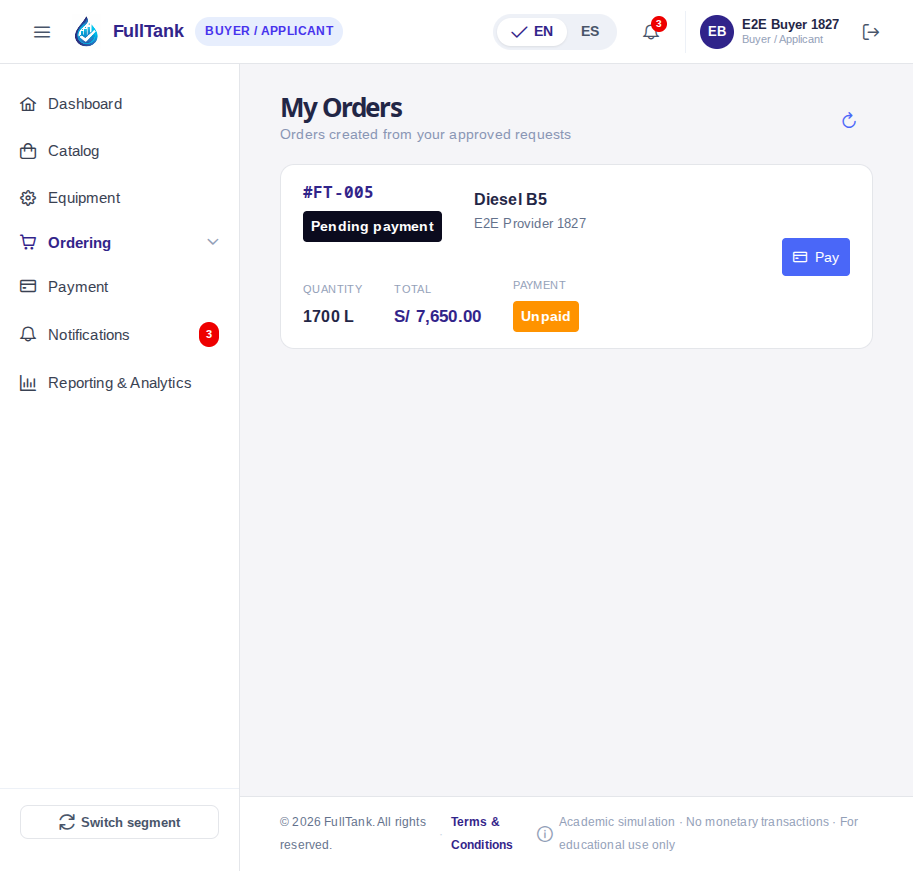 FullTank
BUYER / APPLICANT
EN
ES
3
EB
E2E Buyer 1827
Buyer / Applicant
Dashboard
Catalog
Equipment
Ordering
Payment
Notifications
3
Reporting & Analytics
Switch segment
My Orders
Orders created from your approved requests
#FT-005
Pending payment
Diesel B5
E2E Provider 1827
Pay
QUANTITY
TOTAL
PAYMENT
1700 L
S/ 7,650.00
Unpaid
© 2026 FullTank. All rights
reserved.
·
Terms &
Conditions
Academic simulation · No monetary transactions · For
educational use only